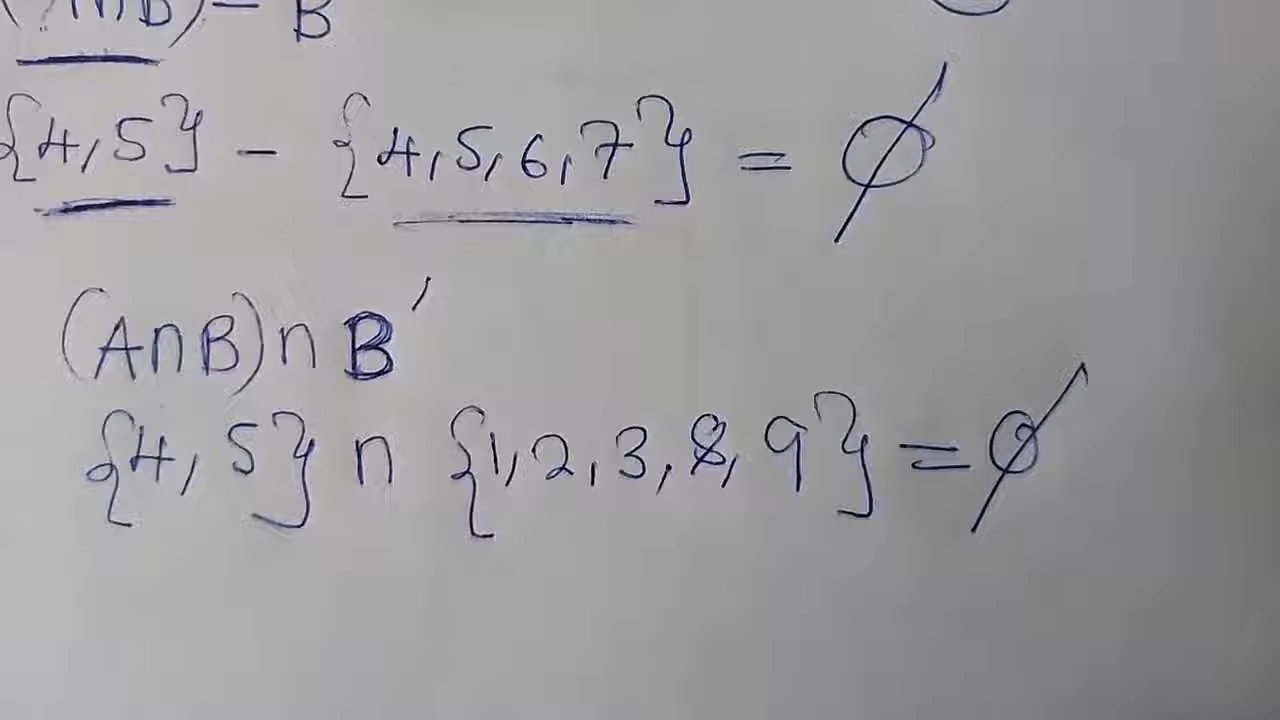 (A∩B) − B
{4,5} − {4,5,6,7} = ∅
(A∩B)∩B′
{4,5} ∩ {1,2,3,8,9} = ∅